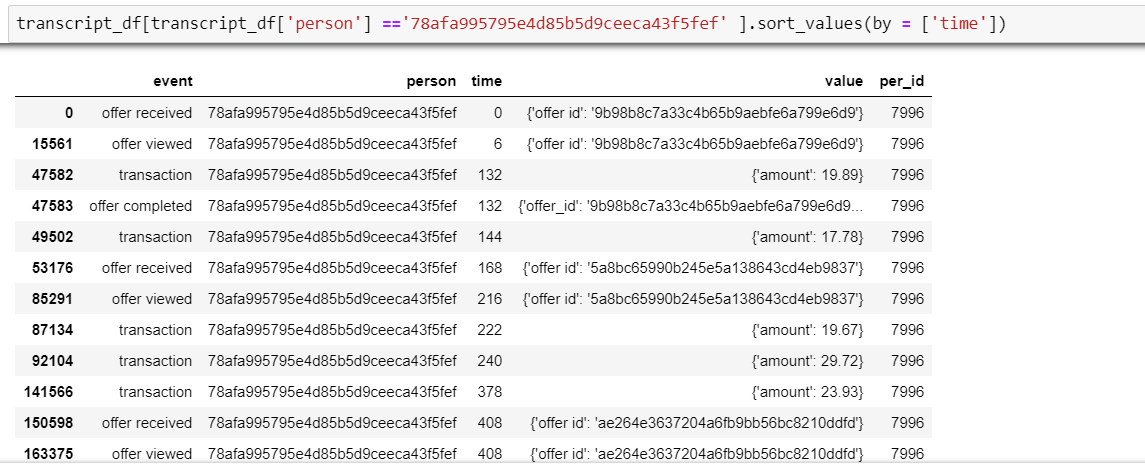 transcript_df[transcript_df['person'] =='78afa995795e4d85b5d9ceeca43f5fef' ].sort_values(by = ['time'])
event person time value per_id
0 offer received 78afa995795e4d85b5d9ceeca43f5fef 0 {'offer id': '9b98b8c7a33c4b65b9aebfe6a799e6d9'} 7996
15561 offer viewed 78afa995795e4d85b5d9ceeca43f5fef 6 {'offer id': '9b98b8c7a33c4b65b9aebfe6a799e6d9'} 7996
47582 transaction 78afa995795e4d85b5d9ceeca43f5fef 132 {'amount': 19.89} 7996
47583 offer completed 78afa995795e4d85b5d9ceeca43f5fef 132 {'offer_id': '9b98b8c7a33c4b65b9aebfe6a799e6d9... 7996
49502 transaction 78afa995795e4d85b5d9ceeca43f5fef 144 {'amount': 17.78} 7996
53176 offer received 78afa995795e4d85b5d9ceeca43f5fef 168 {'offer id': '5a8bc65990b245e5a138643cd4eb9837'} 7996
85291 offer viewed 78afa995795e4d85b5d9ceeca43f5fef 216 {'offer id': '5a8bc65990b245e5a138643cd4eb9837'} 7996
87134 transaction 78afa995795e4d85b5d9ceeca43f5fef 222 {'amount': 19.67} 7996
92104 transaction 78afa995795e4d85b5d9ceeca43f5fef 240 {'amount': 29.72} 7996
141566 transaction 78afa995795e4d85b5d9ceeca43f5fef 378 {'amount': 23.93} 7996
150598 offer received 78afa995795e4d85b5d9ceeca43f5fef 408 {'offer id': 'ae264e3637204a6fb9bb56bc8210ddfd'} 7996
163375 offer viewed 78afa995795e4d85b5d9ceeca43f5fef 408 {'offer id': 'ae264e3637204a6fb9bb56bc8210ddfd'} 7996